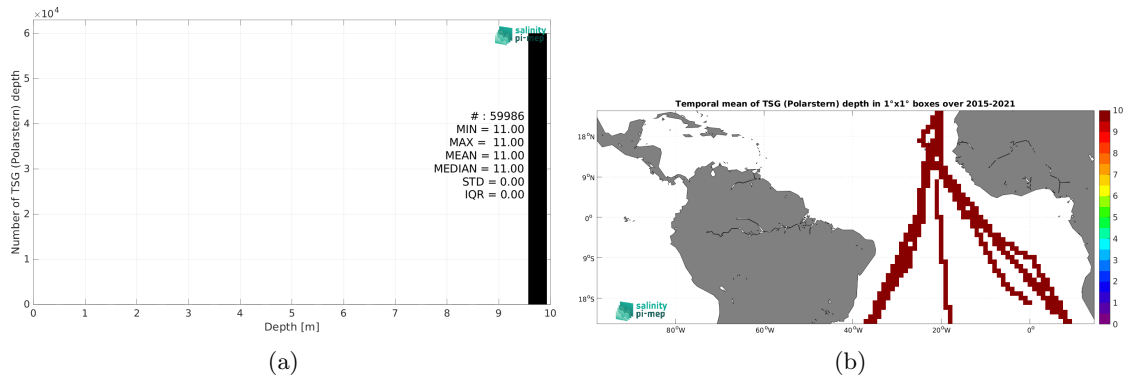 6 ×10⁴
Number of TSG (Polarstern) depth
5
4
3
2
1
0
salinity
pi-mep
# : 59986
MIN = 11.00
MAX = 11.00
MEAN = 11.00
MEDIAN = 11.00
STD = 0.00
IQR = 0.00
0 1 2 3 4 5 6 7 8 9 10
Depth [m]
(a)
Temporal mean of TSG (Polarstern) depth in 1°x1° boxes over 2015-2021
18°N
9°N
0°
9°S
18°S
80°W 60°W 40°W 20°W 0°
salinity
pi-mep
10
9
8
7
6
5
4
3
2
1
0
(b)